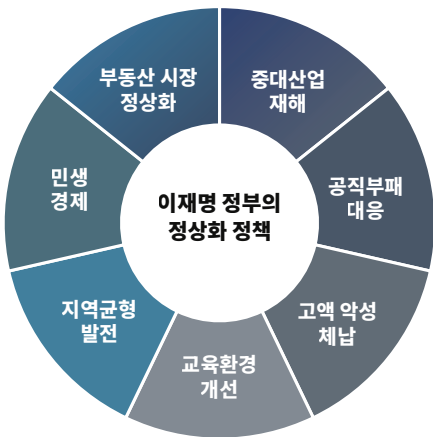 이재명 정부의
정상화 정책
중대산업
재해
공직부패
대응
고액 악성
체납
교육환경
개선
지역균형
발전
민생
경제
부동산 시장
정상화